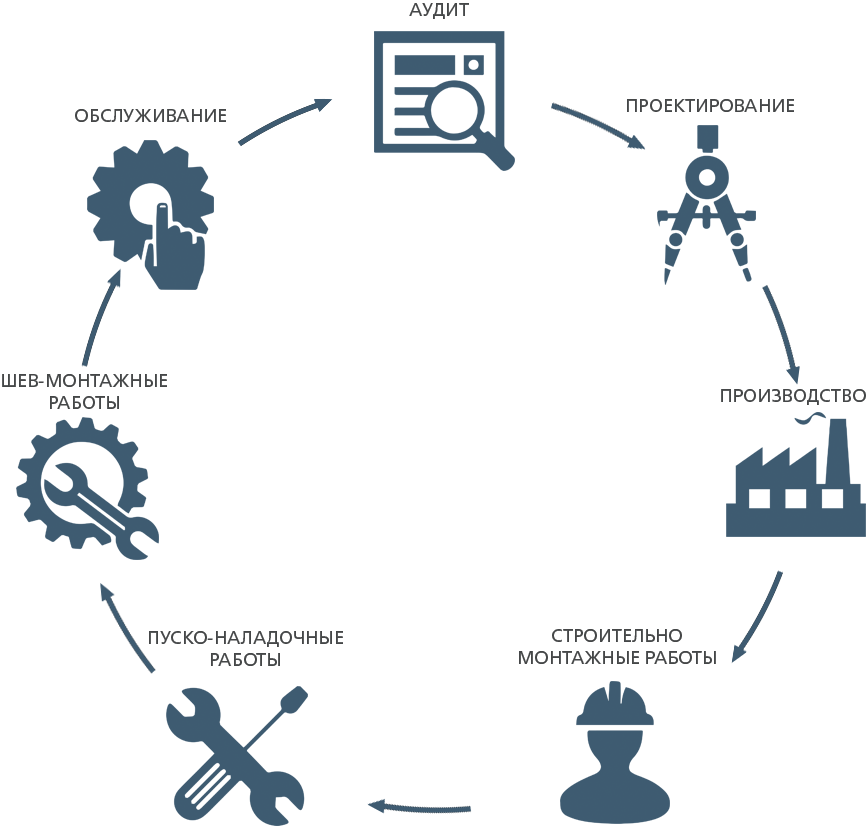 АУДИТ
ПРОЕКТИРОВАНИЕ
ПРОИЗВОДСТВО
СТРОИТЕЛЬНО
МОНТАЖНЫЕ РАБОТЫ
ПУСКО-НАЛАДОЧНЫЕ
РАБОТЫ
ШЕВ-МОНТАЖНЫЕ
РАБОТЫ
ОБСЛУЖИВАНИЕ